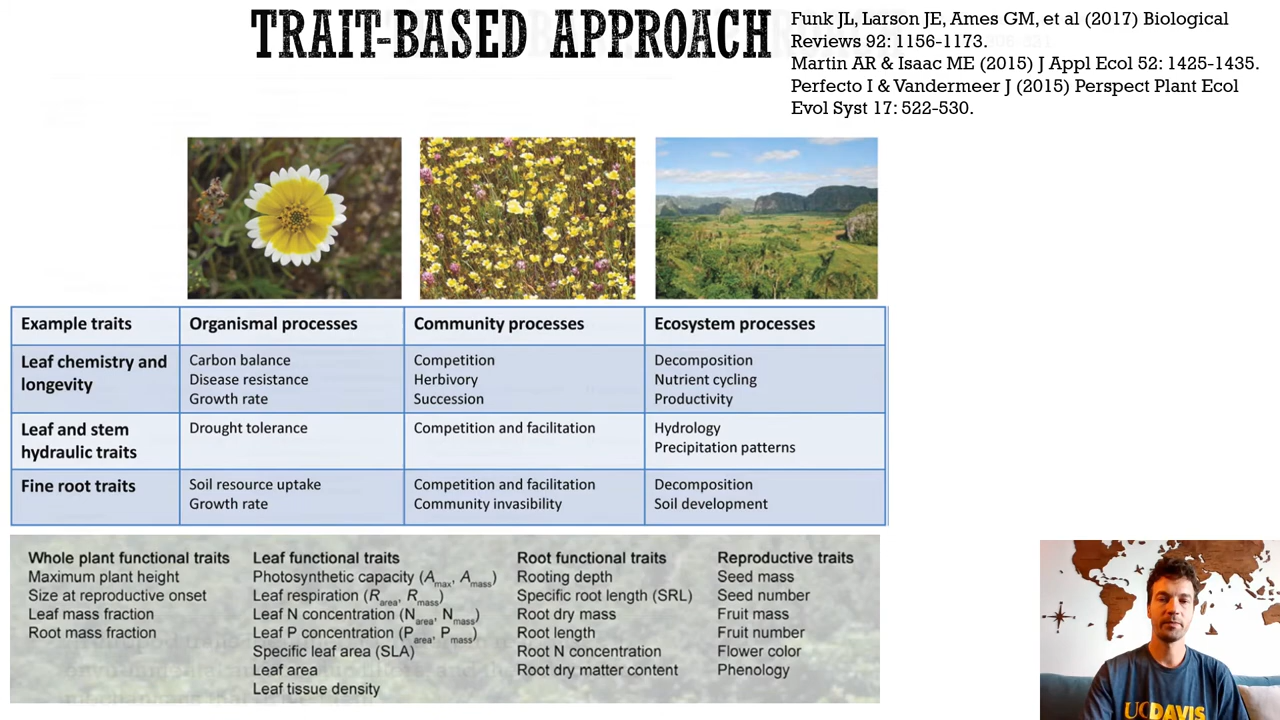 TRAIT-BASED APPROACH
Funk JL, Larson JE, Ames GM, et al (2017) Biological
Reviews 92: 1156-1173.
Martin AR & Isaac ME (2015) J Appl Ecol 52: 1425-1435.
Perfecto I & Vandermeer J (2015) Perspect Plant Ecol
Evol Syst 17: 522-530.
Example traits
Organismal processes
Community processes
Ecosystem processes
Leaf chemistry and
longevity
Carbon balance
Disease resistance
Growth rate
Competition
Herbivory
Succession
Decomposition
Nutrient cycling
Productivity
Leaf and stem
hydraulic traits
Drought tolerance
Competition and facilitation
Hydrology
Precipitation patterns
Fine root traits
Soil resource uptake
Growth rate
Competition and facilitation
Community invasibility
Decomposition
Soil development
Whole plant functional traits
Maximum plant height
Size at reproductive onset
Leaf mass fraction
Root mass fraction
Leaf functional traits
Photosynthetic capacity (Amax, Amass)
Leaf respiration (Rarea, Rmass)
Leaf N concentration (Narea, Nmass)
Leaf P concentration (Parea, Pmass)
Specific leaf area (SLA)
Leaf area
Leaf tissue density
Root functional traits
Rooting depth
Specific root length (SRL)
Root dry mass
Root length
Root N concentration
Root dry matter content
Reproductive traits
Seed mass
Seed number
Fruit mass
Fruit number
Flower color
Phenology
UC DAVIS